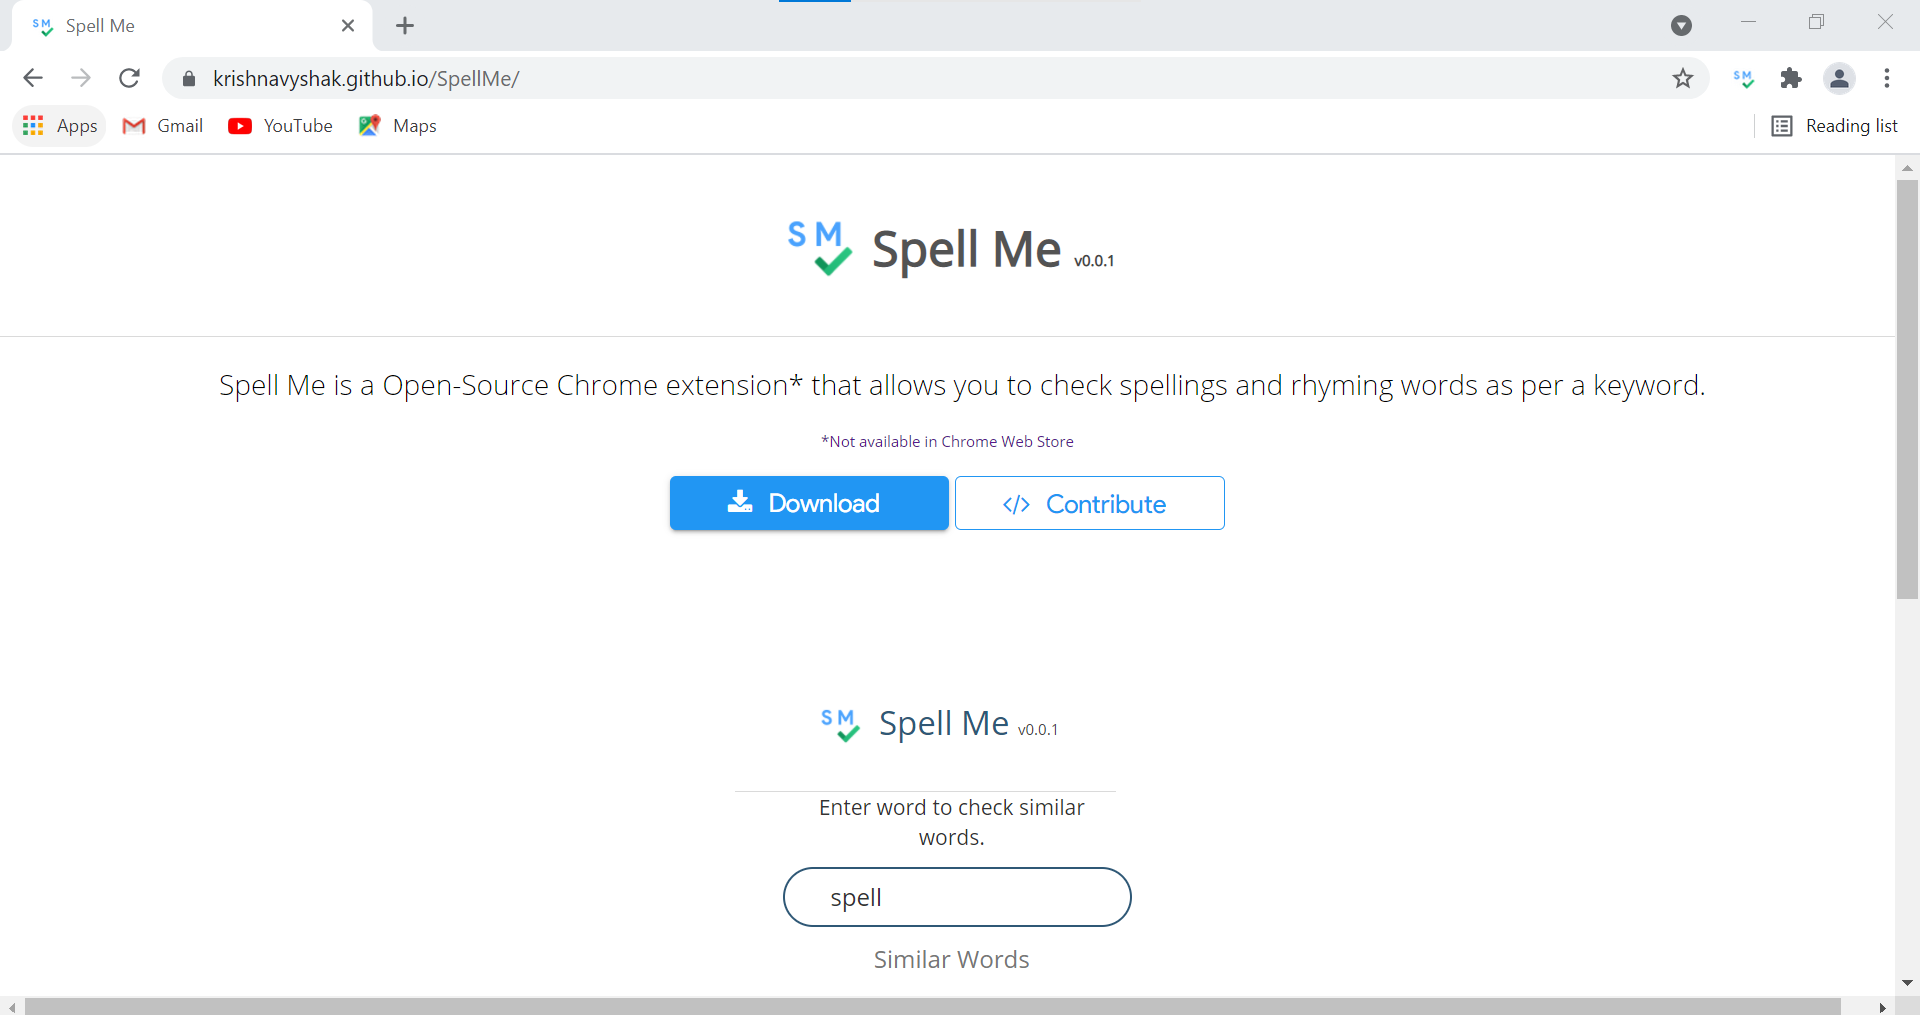 SM Spell Me
krishnavyshak.github.io/SpellMe/ SM
Apps Gmail YouTube Maps Reading list
SM Spell Me v0.0.1
Spell Me is a Open-Source Chrome extension* that allows you to check spellings and rhyming words as per a keyword.
*Not available in Chrome Web Store
Download </> Contribute
SM Spell Me v0.0.1
Enter word to check similar
words.
spell
Similar Words